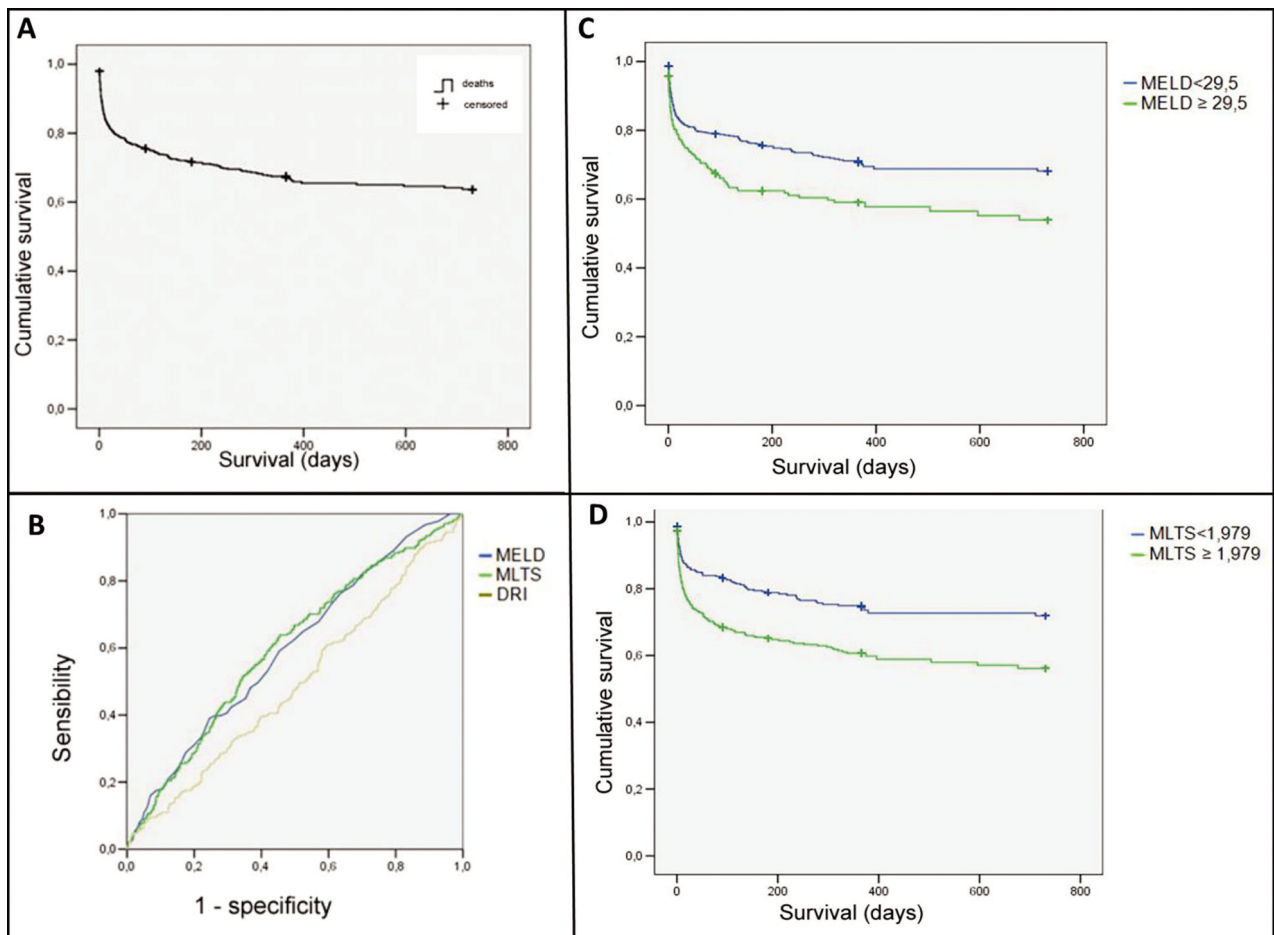 A
deaths
censored
1,0
0,8
0,6
0,4
0,2
0,0
Cumulative survival
0
200
400
600
800
Survival (days)
C
MELD<29,5
MELD ≥ 29,5
1,0
0,8
0,6
0,4
0,2
0,0
Cumulative survival
0
200
400
600
800
Survival (days)
B
MELD
MLTS
DRI
1,0
0,8
0,6
0,4
0,2
0,0
Sensibility
0,0
0,2
0,4
0,6
0,8
1,0
1 - specificity
D
MLTS<1,979
MLTS ≥ 1,979
1,0
0,8
0,6
0,4
0,2
0,0
Cumulative survival
0
200
400
600
800
Survival (days)